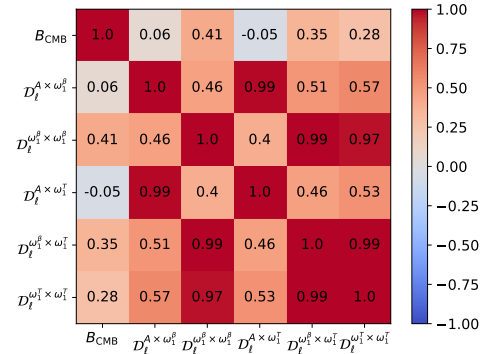 B_CMB 1.0 0.06 0.41 -0.05 0.35 0.28
𝒟_ℓ^{A × ω_1^β} 0.06 1.0 0.46 0.99 0.51 0.57
𝒟_ℓ^{ω_1^β × ω_1^β} 0.41 0.46 1.0 0.4 0.99 0.97
𝒟_ℓ^{A × ω_1^T} -0.05 0.99 0.4 1.0 0.46 0.53
𝒟_ℓ^{ω_1^β × ω_1^T} 0.35 0.51 0.99 0.46 1.0 0.99
𝒟_ℓ^{ω_1^T × ω_1^T} 0.28 0.57 0.97 0.53 0.99 1.0
B_CMB 𝒟_ℓ^{A × ω_1^β} 𝒟_ℓ^{ω_1^β × ω_1^β} 𝒟_ℓ^{A × ω_1^T} 𝒟_ℓ^{ω_1^β × ω_1^T} 𝒟_ℓ^{ω_1^T × ω_1^T}
1.00
0.75
0.50
0.25
0.00
−0.25
−0.50
−0.75
−1.00